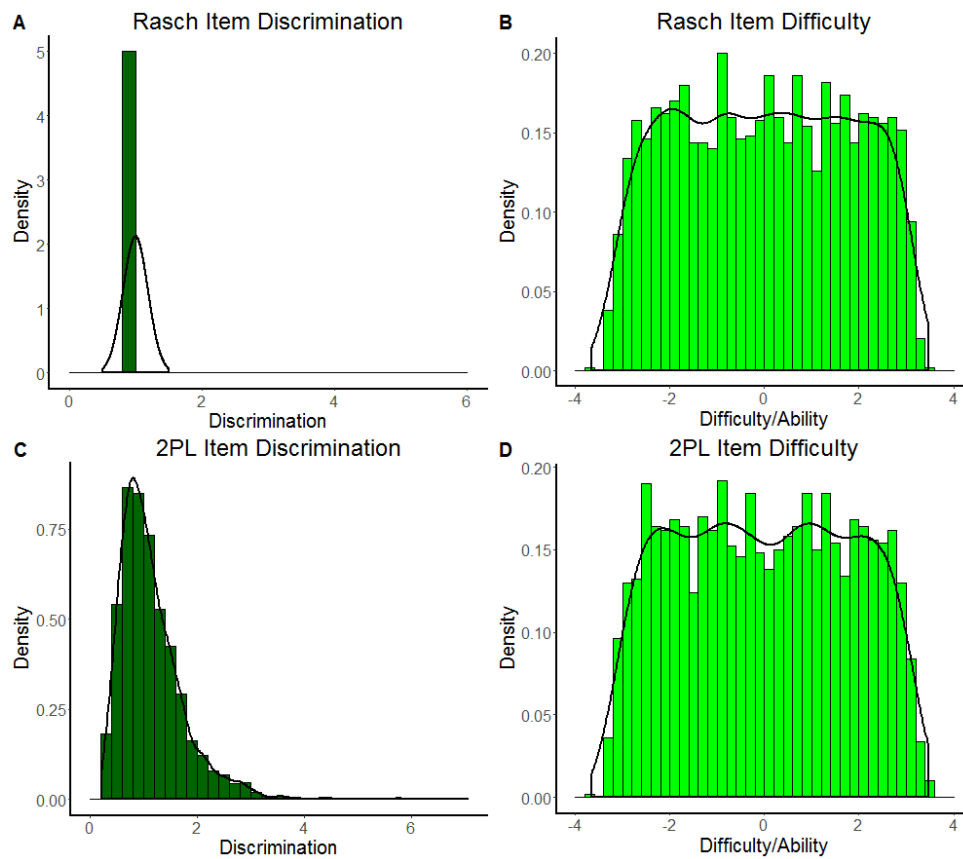 A Rasch Item Discrimination
5
4
3
2
1
0
Density
0 2 4 6
Discrimination
B Rasch Item Difficulty
0.20
0.15
0.10
0.05
0.00
Density
-4 -2 0 2 4
Difficulty/Ability
C 2PL Item Discrimination
0.75
0.50
0.25
0.00
Density
0 2 4 6
Discrimination
D 2PL Item Difficulty
0.20
0.15
0.10
0.05
0.00
Density
-4 -2 0 2 4
Difficulty/Ability